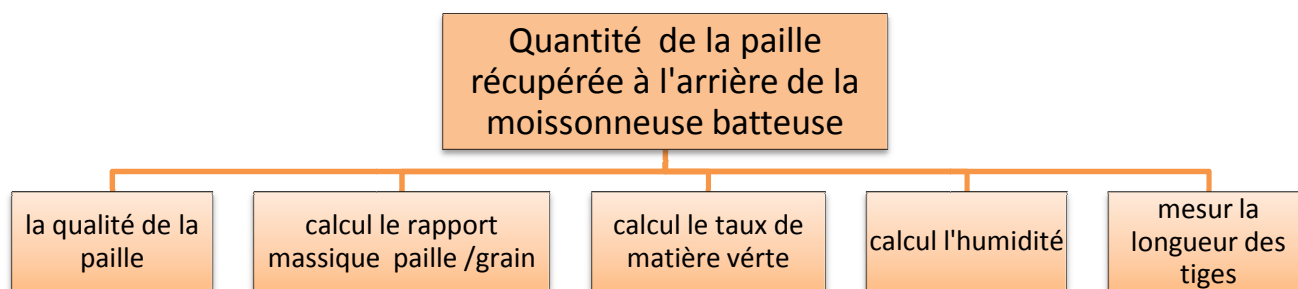 Quantité de la paille
récupérée à l'arrière de la
moissonneuse batteuse
la qualité de la
paille
calcul le rapport
massique paille /grain
calcul le taux de
matière vérte
calcul l'humidité
mesur la
longueur des
tiges